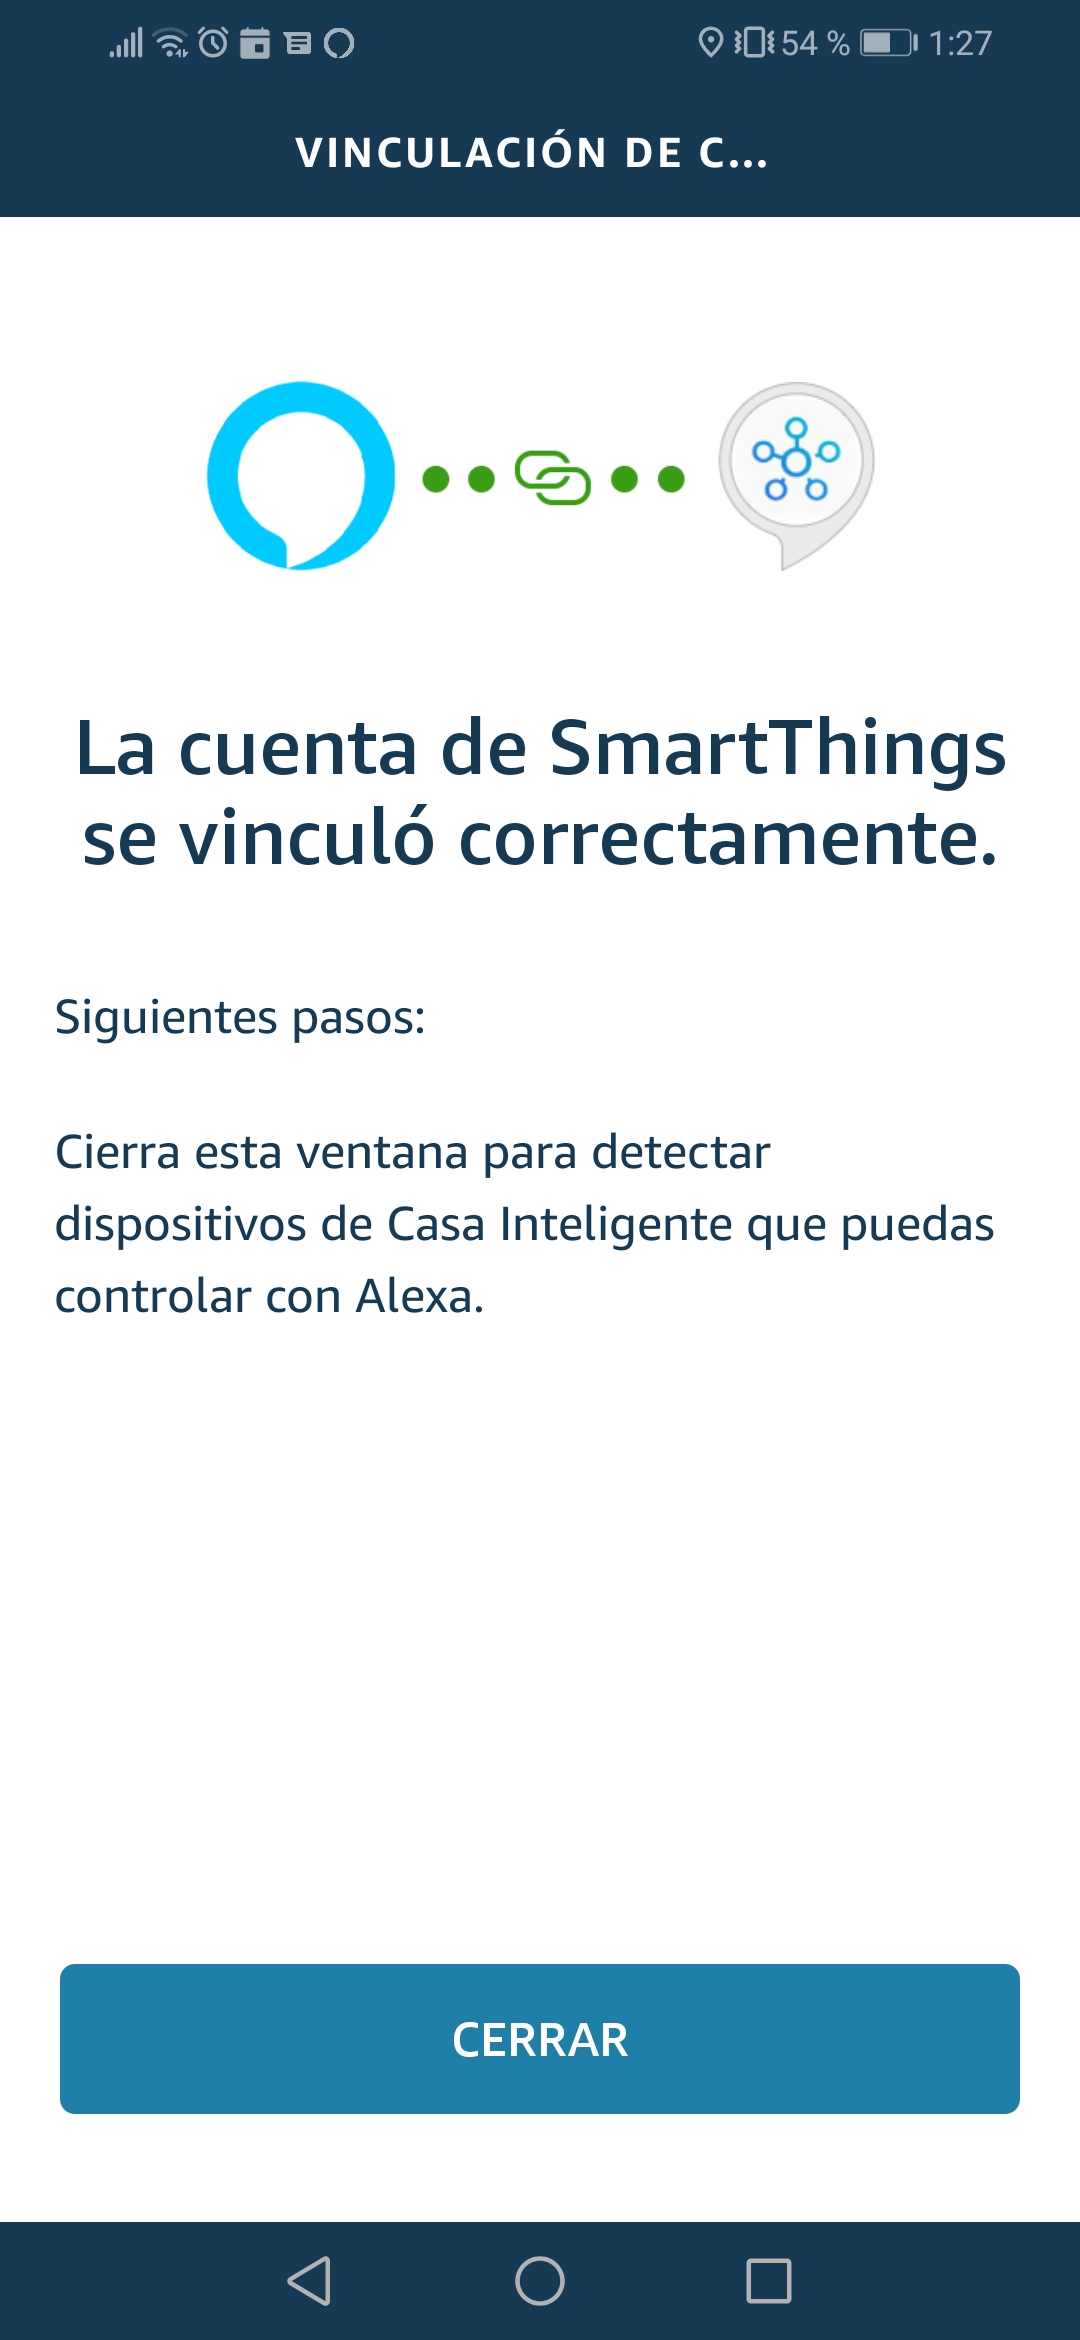 54 % 1:27
VINCULACIÓN DE C...
La cuenta de SmartThings
se vinculó correctamente.
Siguientes pasos:
Cierra esta ventana para detectar
dispositivos de Casa Inteligente que puedas
controlar con Alexa.
CERRAR